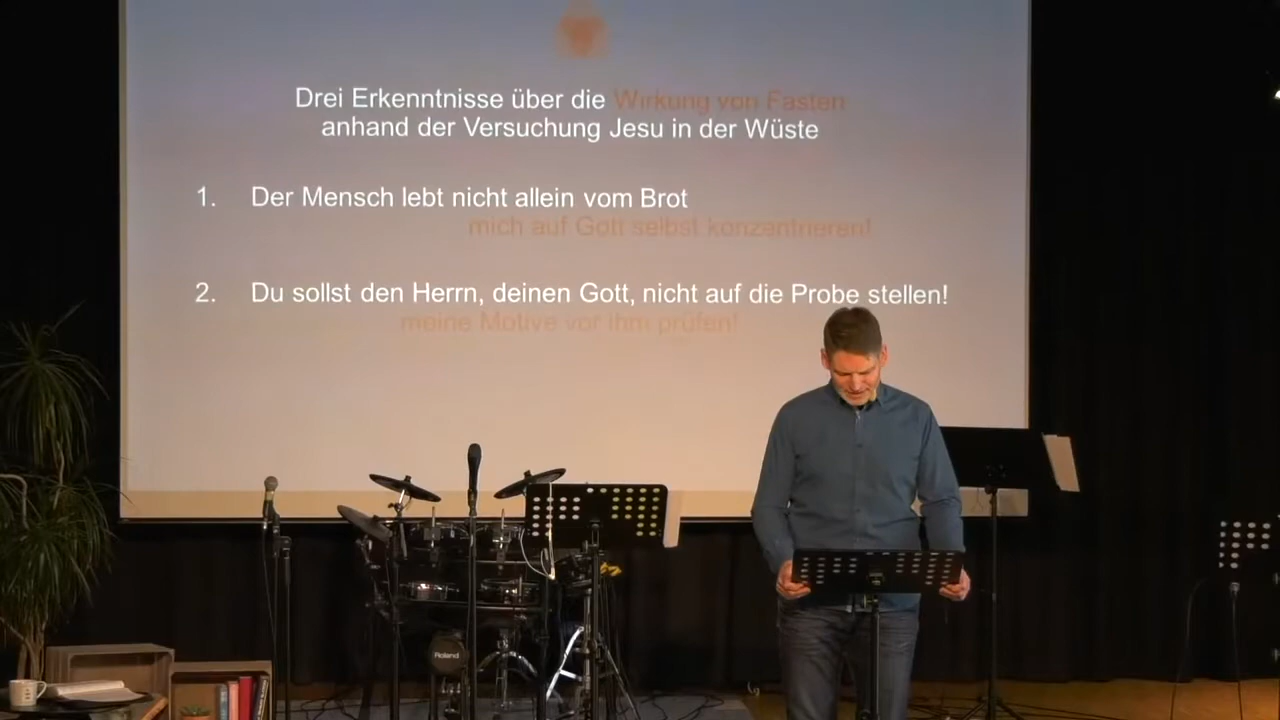 Drei Erkenntnisse über die Wirkung von Fasten
anhand der Versuchung Jesu in der Wüste
1. Der Mensch lebt nicht allein vom Brot
mich auf Gott selbst konzentrieren!
2. Du sollst den Herrn, deinen Gott, nicht auf die Probe stellen!
meine Motive vor ihm prüfen!
Roland